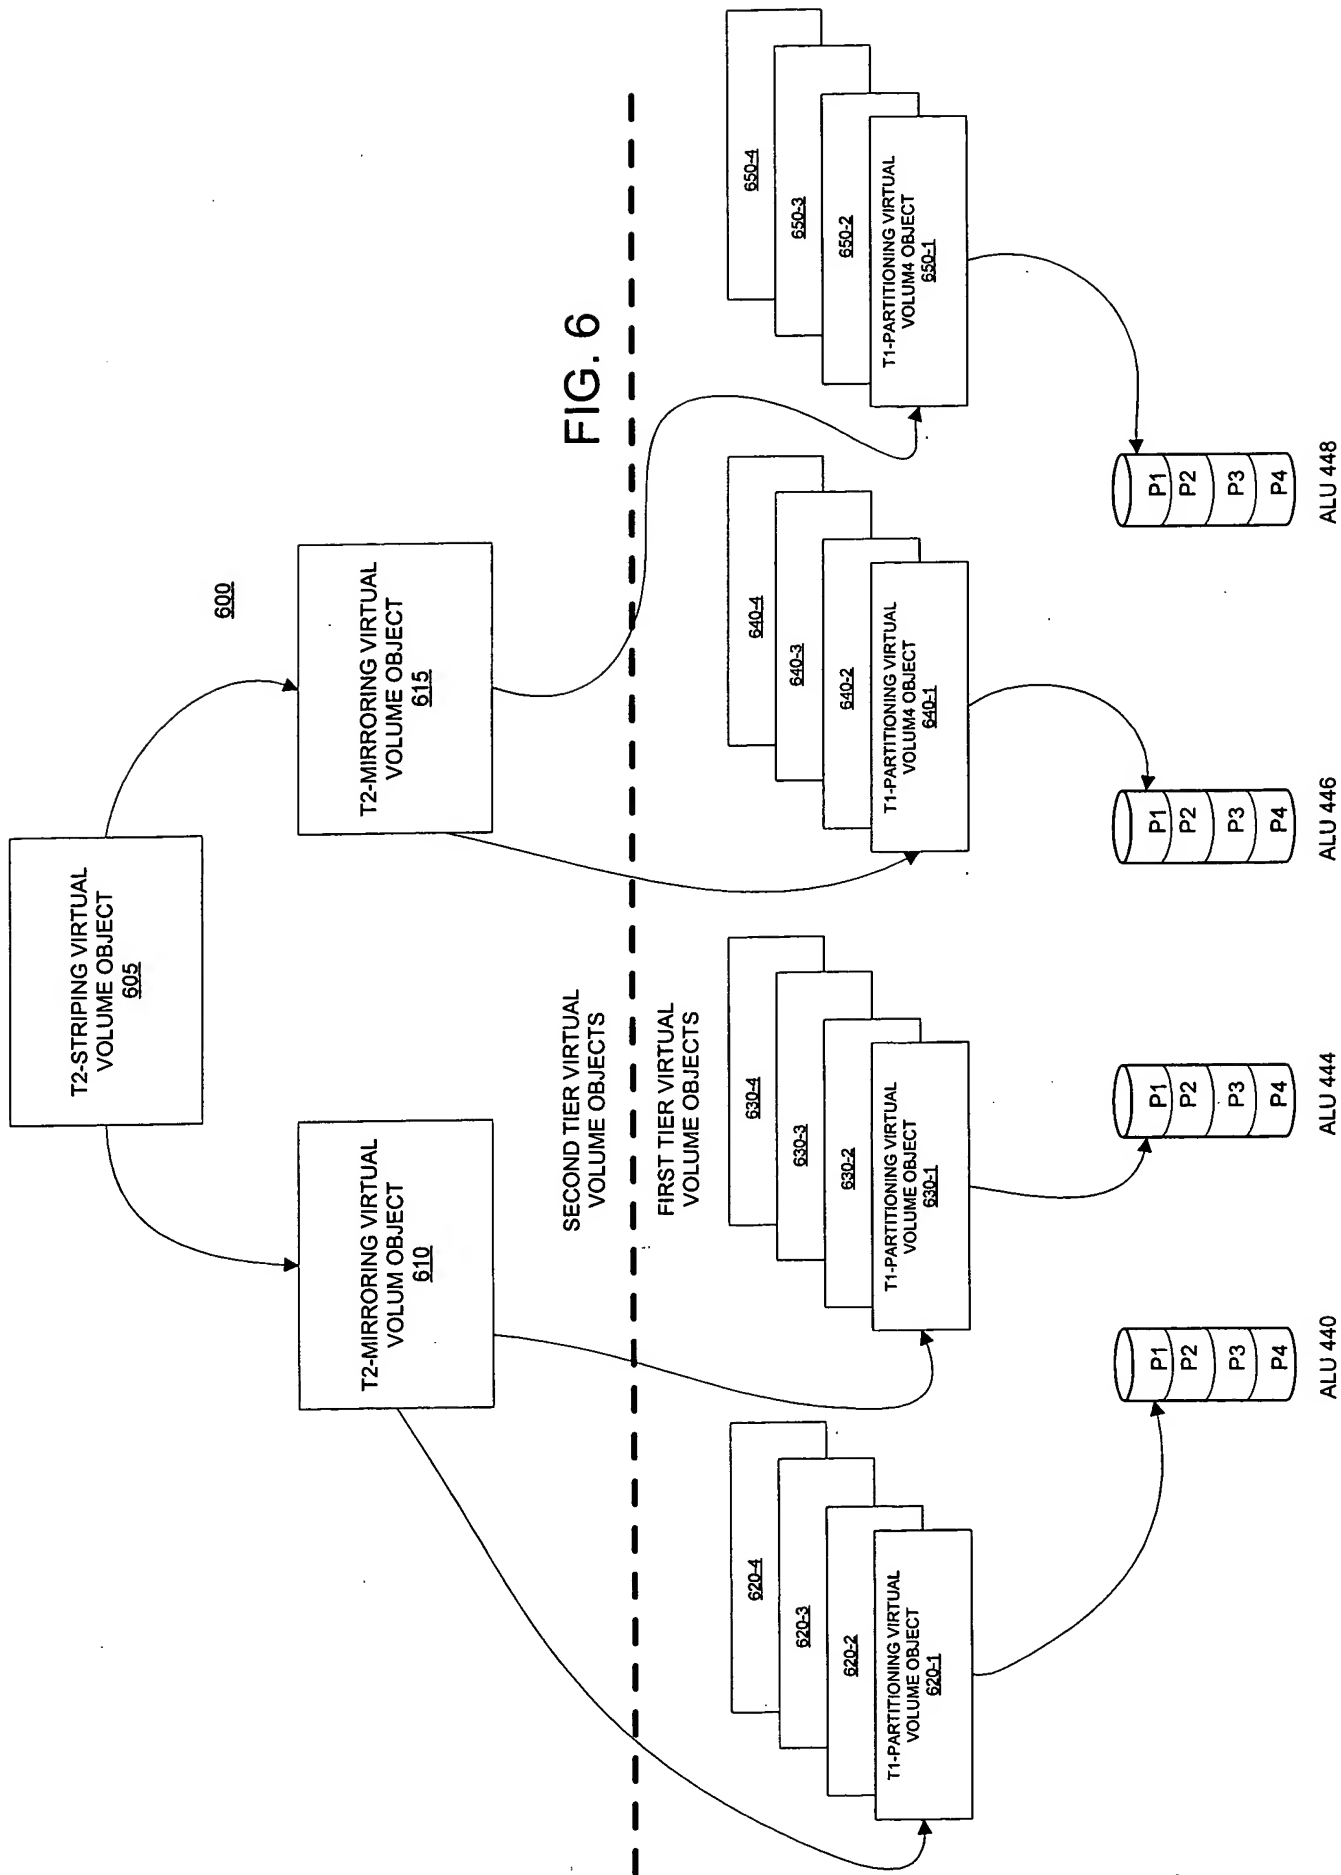 T2-STRIPING VIRTUAL
VOLUME OBJECT
605
600
T2-MIRRORING VIRTUAL
VOLUM OBJECT
610
T2-MIRRORING VIRTUAL
VOLUME OBJECT
615
FIG. 6
SECOND TIER VIRTUAL
VOLUME OBJECTS
FIRST TIER VIRTUAL
VOLUME OBJECTS
620-4
620-3
620-2
T1-PARTITIONING VIRTUAL
VOLUME OBJECT
620-1
630-4
630-3
630-2
T1-PARTITIONING VIRTUAL
VOLUME OBJECT
630-1
640-4
640-3
640-2
T1-PARTITIONING VIRTUAL
VOLUM4 OBJECT
640-1
650-4
650-3
650-2
T1-PARTITIONING VIRTUAL
VOLUM4 OBJECT
650-1
P1
P2
P3
P4
ALU 440
P1
P2
P3
P4
ALU 444
P1
P2
P3
P4
ALU 446
P1
P2
P3
P4
ALU 448